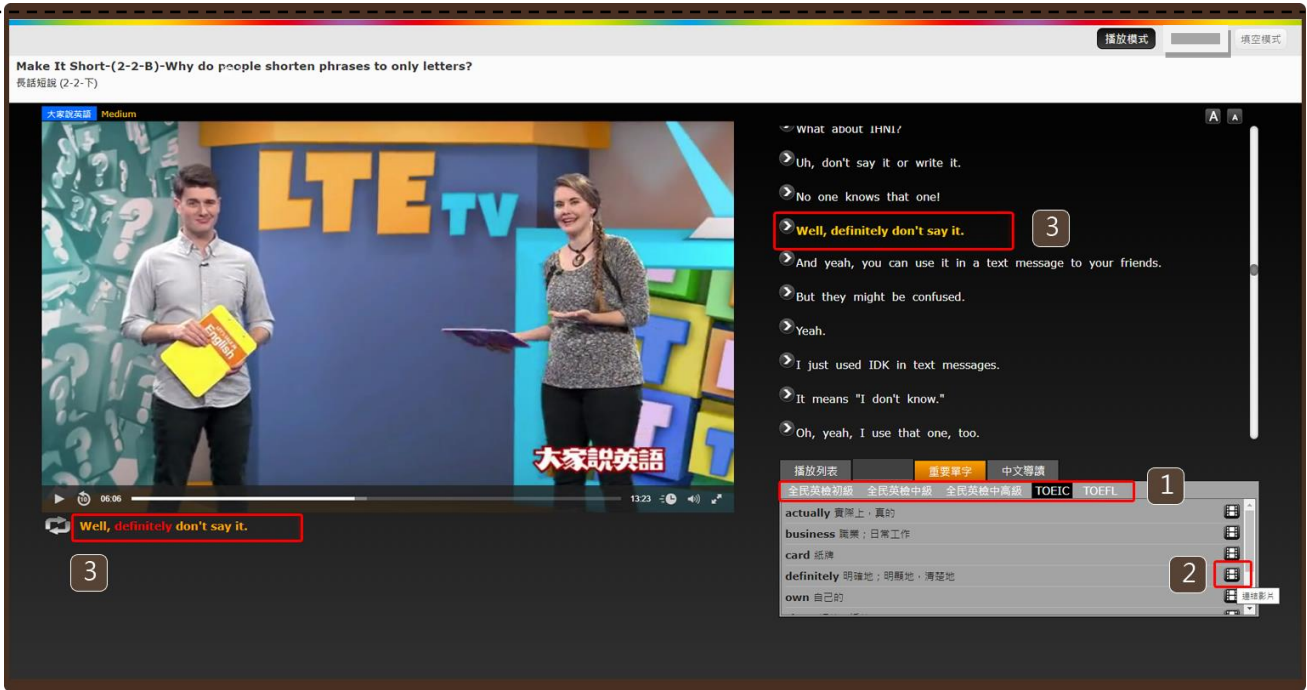 播放模式
填空模式
Make It Short-(2-2-B)-Why do people shorten phrases to only letters?
長話短說 (2-2-下)
大家說英語 Medium
A A
LTE TV
English
大家說英語
06:06 13:23
Well, definitely don't say it.
3
What about IHNI?
Uh, don't say it or write it.
No one knows that one!
Well, definitely don't say it.
3
And yeah, you can use it in a text message to your friends.
But they might be confused.
Yeah.
I just used IDK in text messages.
It means "I don't know."
Oh, yeah, I use that one, too.
播放列表 重要單字 中文導讀
全民英檢初級 全民英檢中級 全民英檢中高級 TOEIC TOEFL
1
actually 實際上，真的
business 職業；日常工作
card 紙牌
definitely 明確地；明顯地，清楚地
2
own 自己的
連結影片